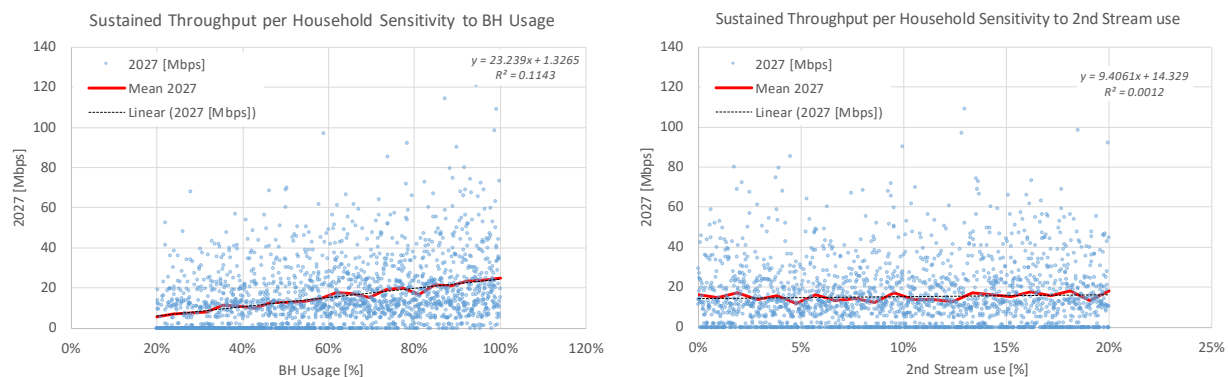 Sustained Throughput per Household Sensitivity to BH Usage
140
120
100
80
60
40
20
0
2027 [Mbps]
2027 [Mbps]
Mean 2027
Linear (2027 [Mbps])
y = 23.239x + 1.3265
R² = 0.1143
0% 20% 40% 60% 80% 100% 120%
BH Usage [%]
Sustained Throughput per Household Sensitivity to 2nd Stream use
140
120
100
80
60
40
20
0
2027 [Mbps]
2027 [Mbps]
Mean 2027
Linear (2027 [Mbps])
y = 9.4061x + 14.329
R² = 0.0012
0% 5% 10% 15% 20% 25%
2nd Stream use [%]